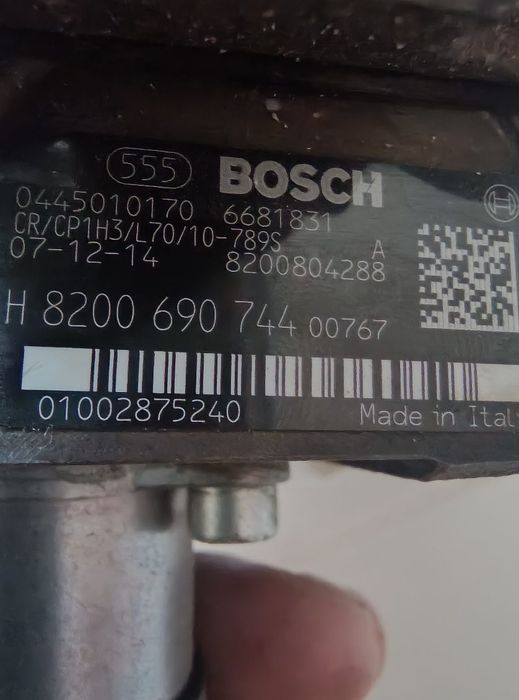 555 BOSCH
0445010170 6681831
CR/CP1H3/L70/10-789S A
07-12-14 8200804288
H 8200 690 744 00767
01002875240 Made in Ital